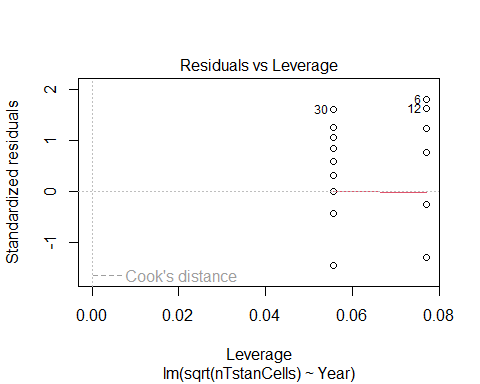 Residuals vs Leverage
Standardized residuals
2
1
0
-1
30
6
12
Cook's distance
0.00 0.02 0.04 0.06 0.08
Leverage
lm(sqrt(nTstanCells) ~ Year)